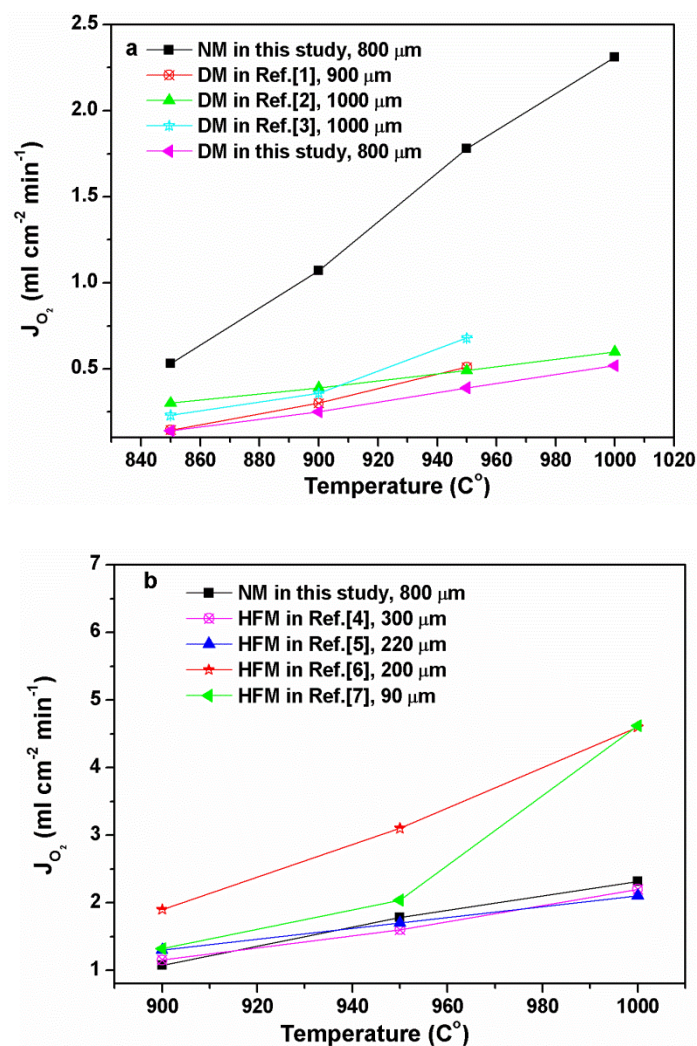 a
NM in this study, 800 μm
DM in Ref.[1], 900 μm
DM in Ref.[2], 1000 μm
DM in Ref.[3], 1000 μm
DM in this study, 800 μm
2.5
2.0
1.5
1.0
0.5
J_O₂ (ml cm⁻² min⁻¹)
840 860 880 900 920 940 960 980 1000 1020
Temperature (C°)
b
NM in this study, 800 μm
HFM in Ref.[4], 300 μm
HFM in Ref.[5], 220 μm
HFM in Ref.[6], 200 μm
HFM in Ref.[7], 90 μm
7
6
5
4
3
2
1
J_O₂ (ml cm⁻² min⁻¹)
900 920 940 960 980 1000
Temperature (C°)